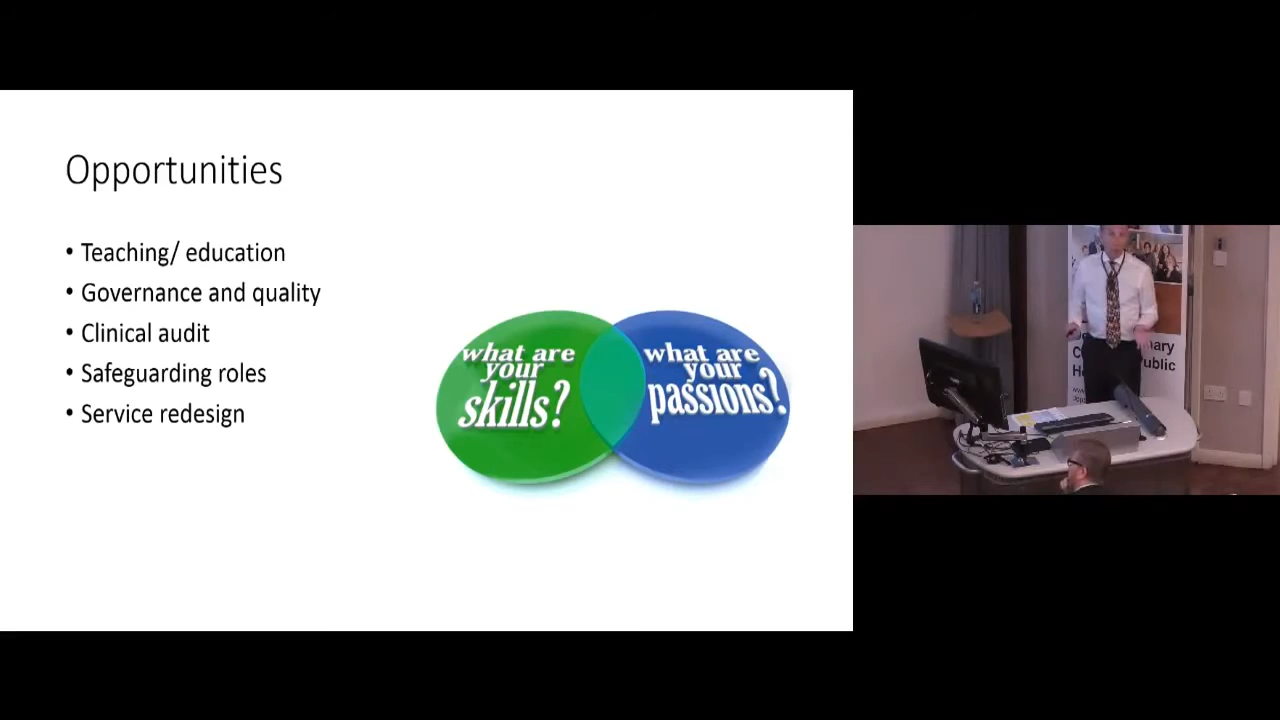 Opportunities
• Teaching/ education
• Governance and quality
• Clinical audit
• Safeguarding roles
• Service redesign
what are
your
skills?
what are
your
passions?
Public